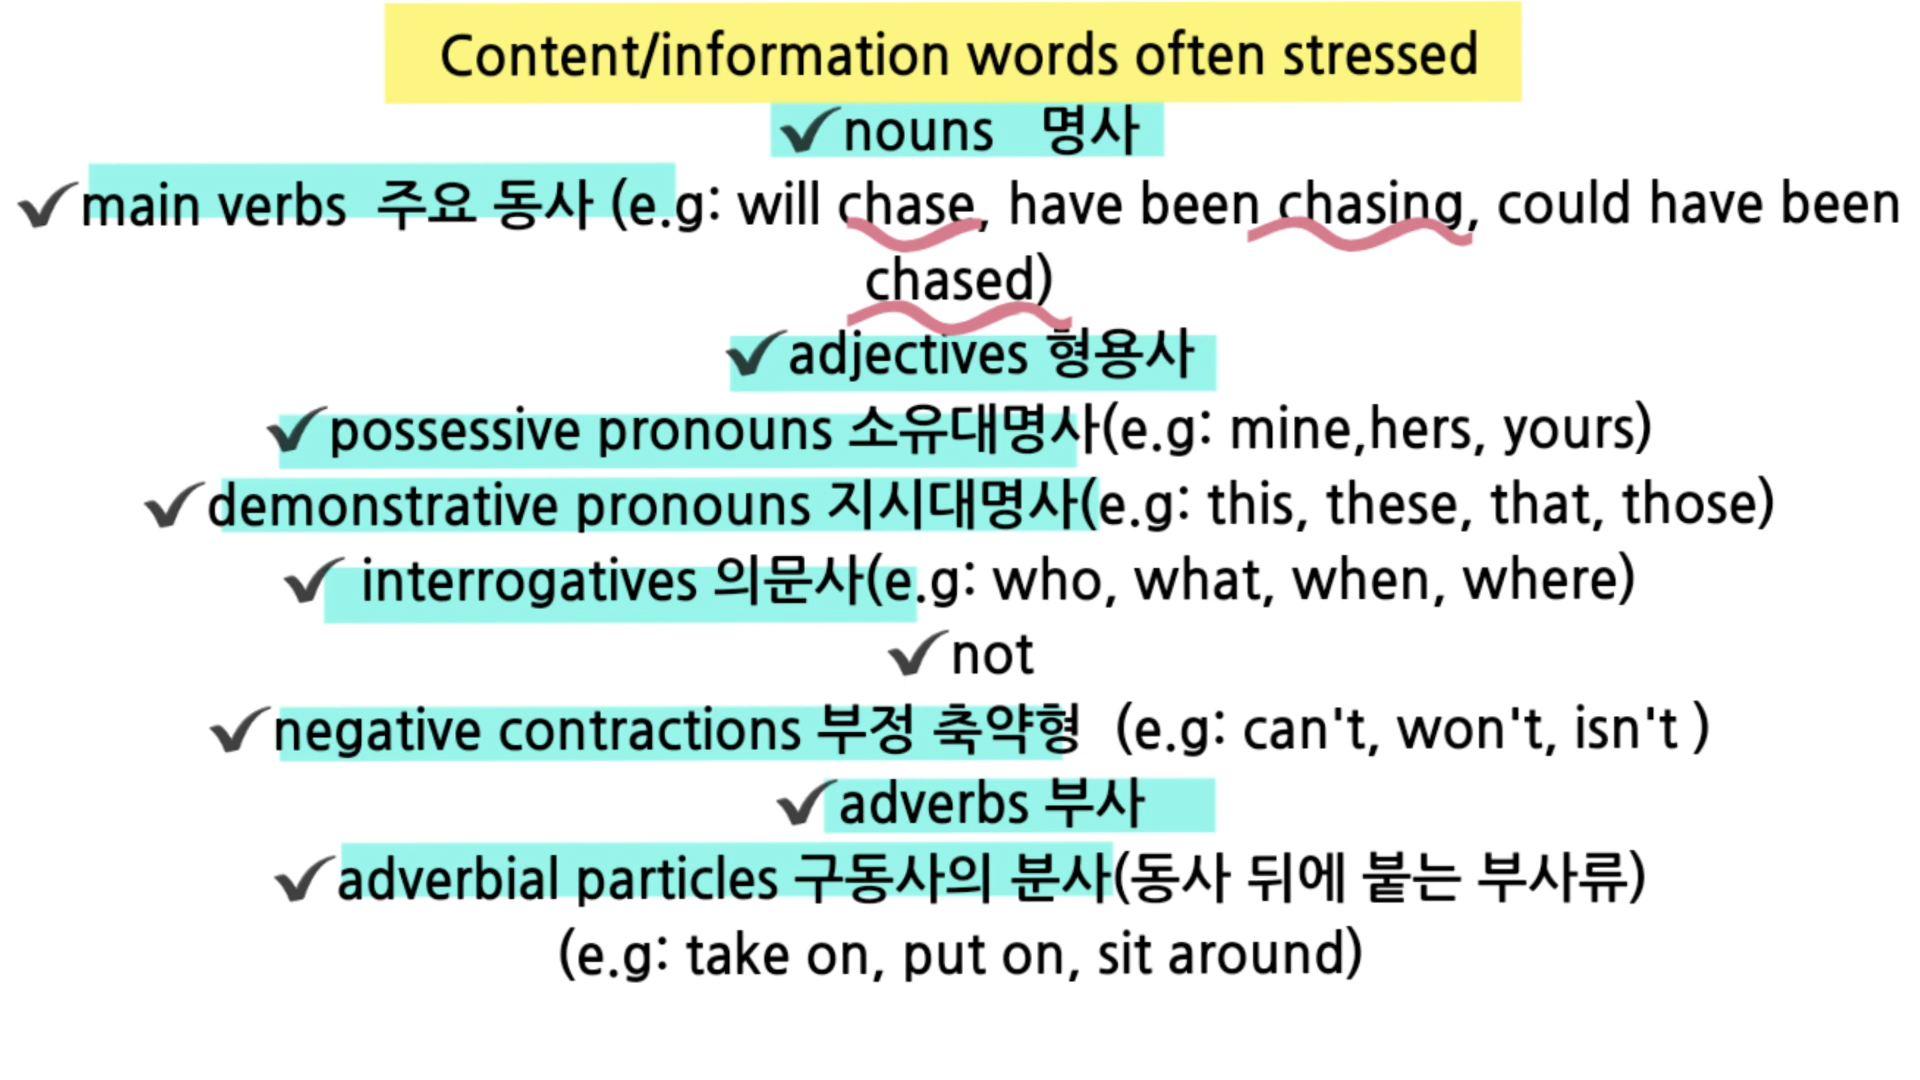 Content/information words often stressed
✔nouns 명사
✔main verbs 주요 동사 (e.g: will chase, have been chasing, could have been
chased)
✔adjectives 형용사
✔possessive pronouns 소유대명사(e.g: mine,hers, yours)
✔demonstrative pronouns 지시대명사(e.g: this, these, that, those)
✔ interrogatives 의문사(e.g: who, what, when, where)
✔not
✔negative contractions 부정 축약형 (e.g: can't, won't, isn't )
✔adverbs 부사
✔adverbial particles 구동사의 분사(동사 뒤에 붙는 부사류)
(e.g: take on, put on, sit around)